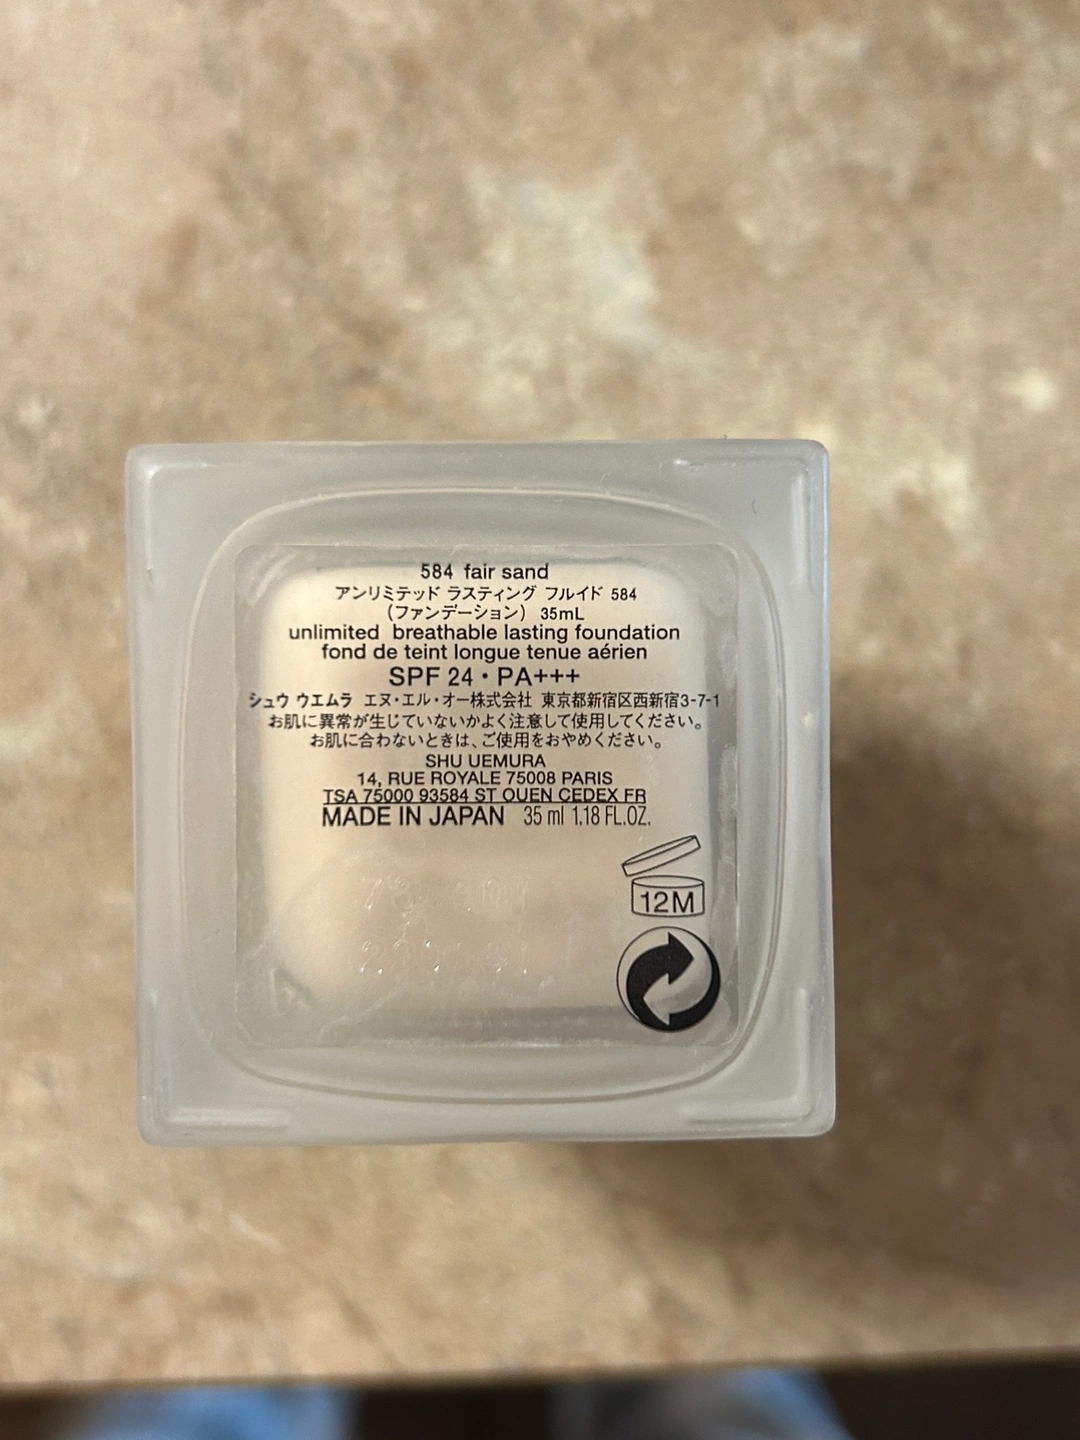 584 fair sand
アンリミテッド ラスティング フルイド 584
(ファンデーション) 35mL
unlimited breathable lasting foundation
fond de teint longue tenue aérien
SPF 24・PA+++
シュウ ウエムラ エヌ・エル・オー株式会社 東京都新宿区西新宿3-7-1
お肌に異常が生じていないかよく注意して使用してください。
お肌に合わないときは、ご使用をおやめください。
SHU UEMURA
14, RUE ROYALE 75008 PARIS
TSA 75000 93584 ST OUEN CEDEX FR
MADE IN JAPAN 35 ml 1.18 FL.OZ.
12M